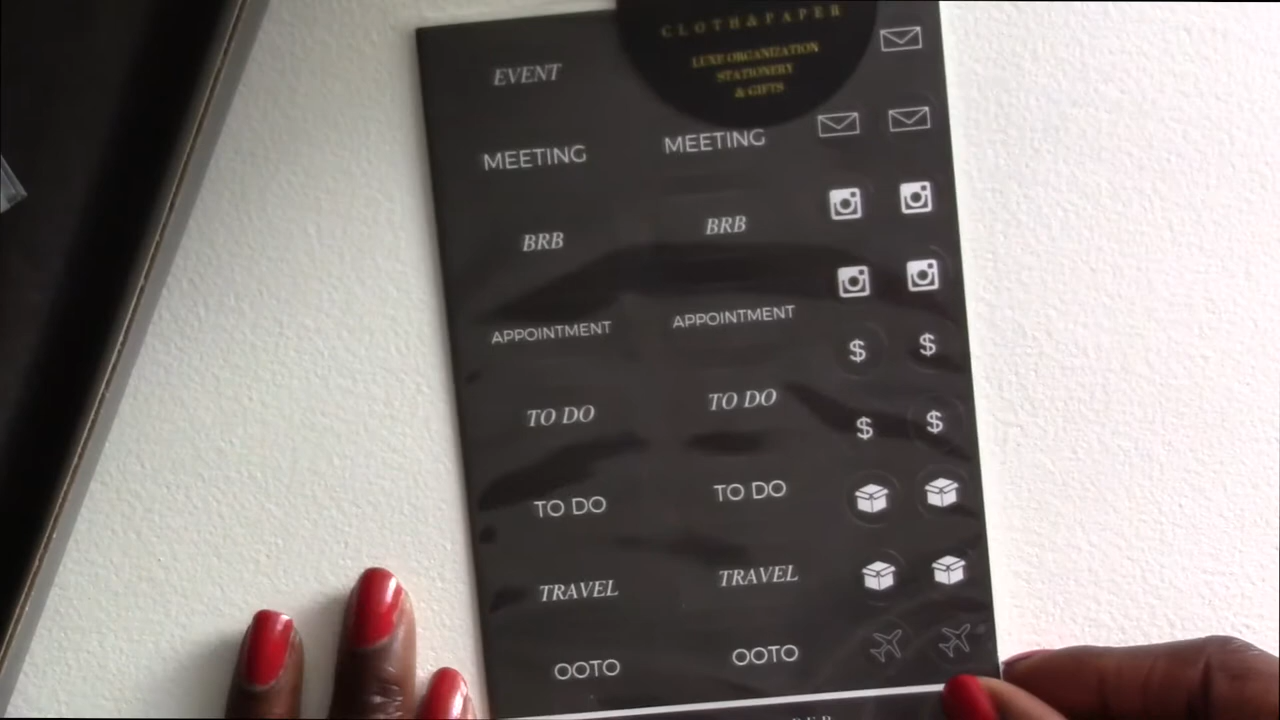 CLOTH & PAPER
LUXE ORGANIZATION
STATIONERY
& GIFTS
EVENT
MEETING MEETING
BRB BRB
APPOINTMENT APPOINTMENT
$ $
TO DO TO DO
$ $
TO DO TO DO
TRAVEL TRAVEL
OOTO OOTO